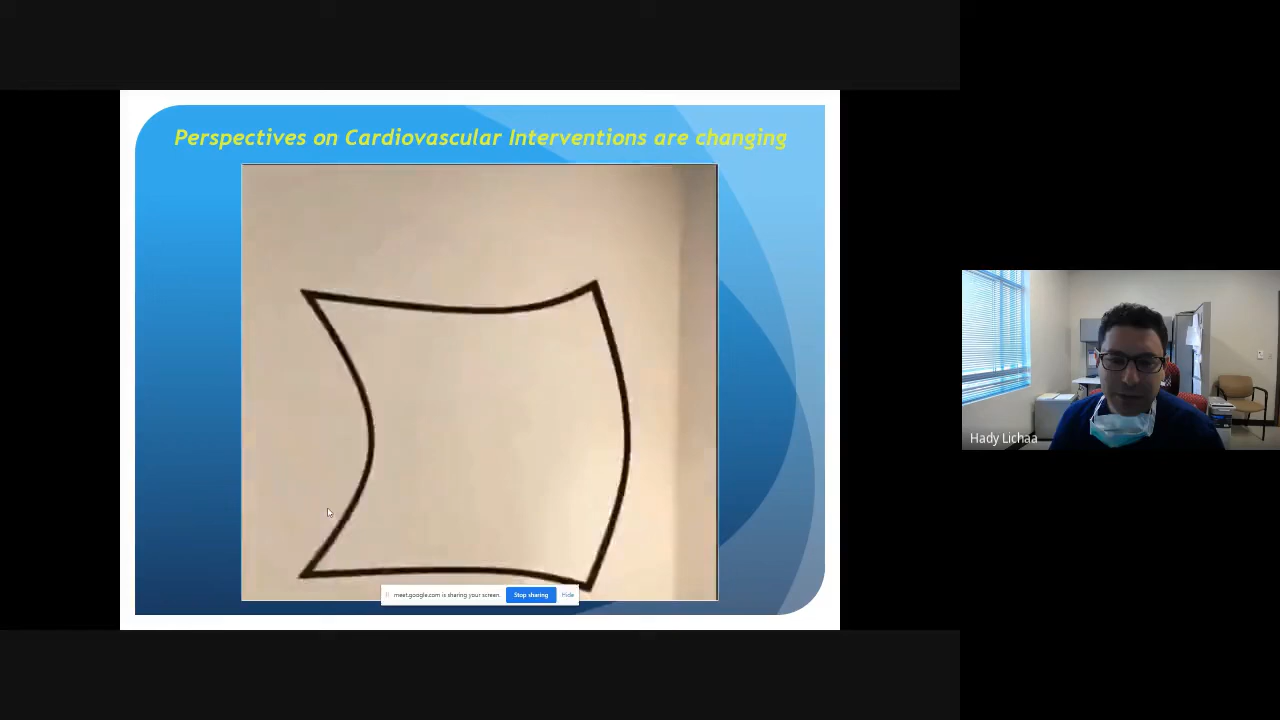 Perspectives on Cardiovascular Interventions are changing
meet.google.com is sharing your screen.
Stop sharing
Hide
Hady Lichaa